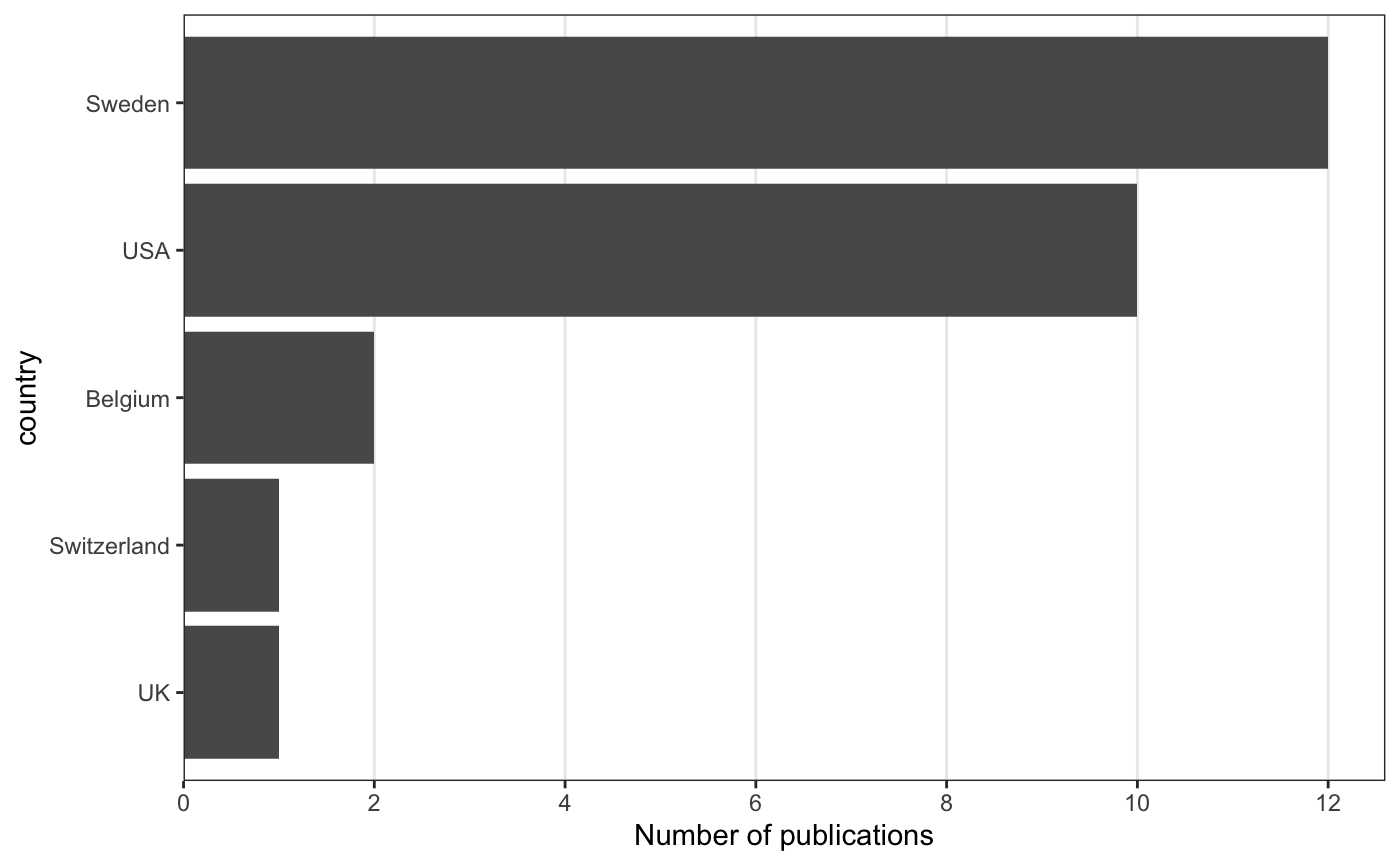 Sweden
USA
Belgium
Switzerland
UK
country
0 2 4 6 8 10 12
Number of publications